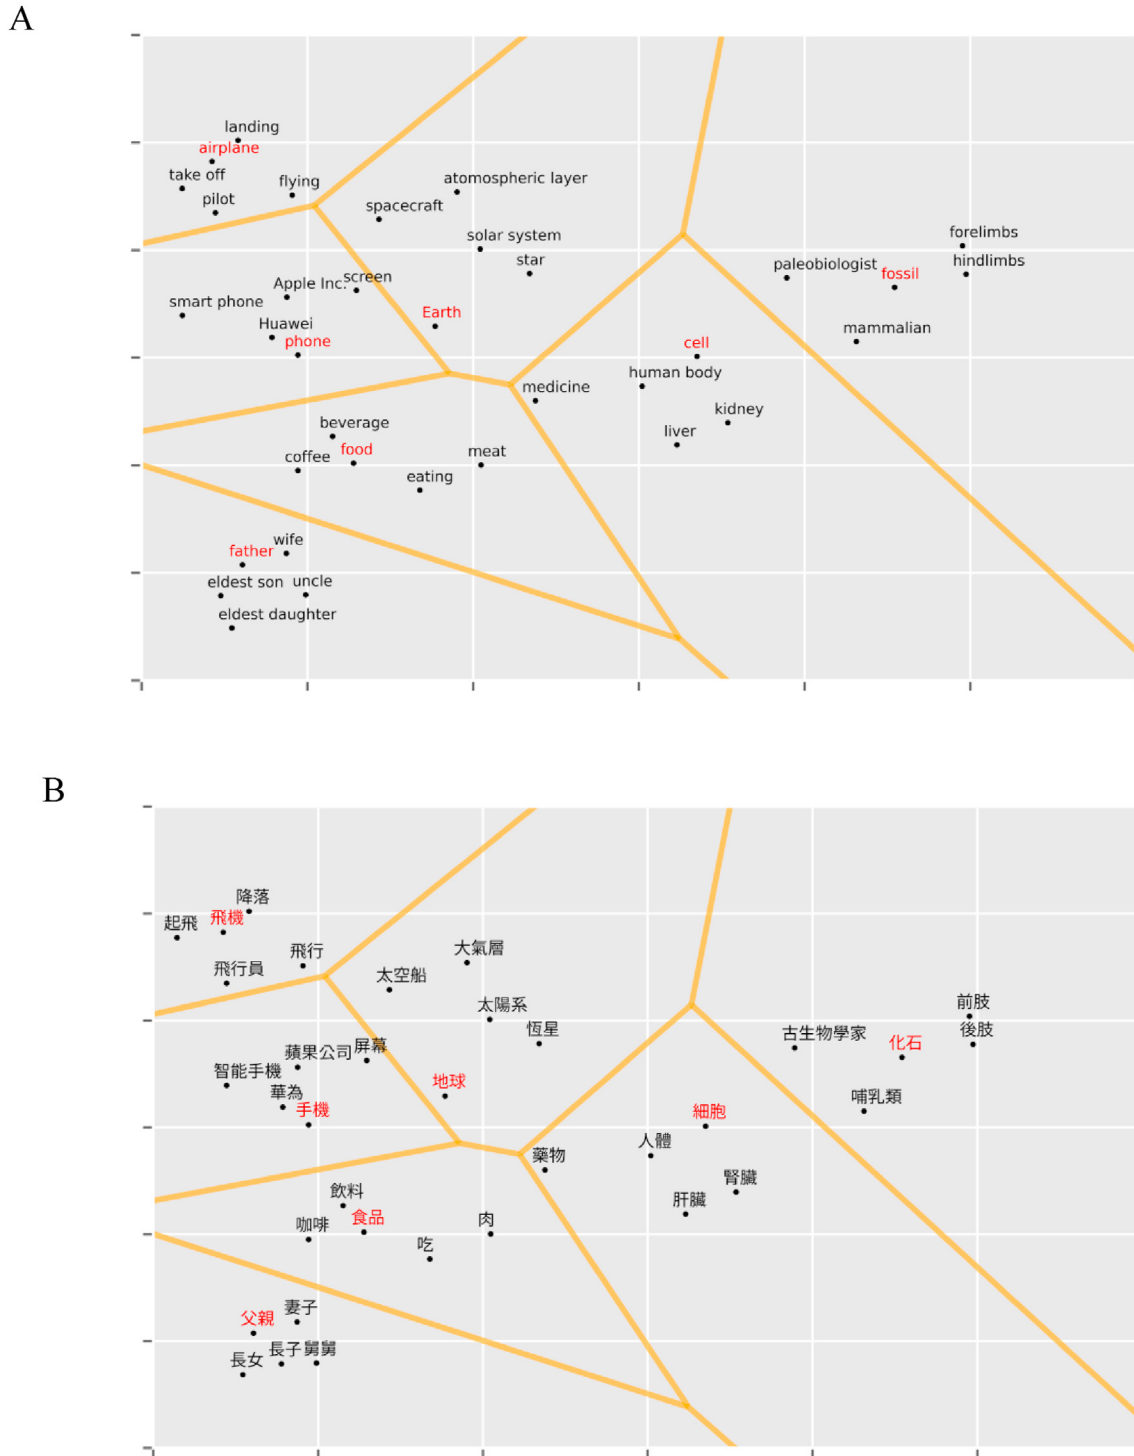 A
landing
airplane
take off
pilot
flying
atomospheric layer
spacecraft
solar system
star
forelimbs
hindlimbs
paleobiologist
fossil
mammalian
Apple Inc.
screen
smart phone
Huawei
phone
Earth
cell
human body
medicine
kidney
liver
beverage
food
coffee
meat
eating
wife
father
eldest son
uncle
eldest daughter
B
降落
飛機
起飛
飛行
飛行員
大氣層
太空船
太陽系
恆星
前肢
後肢
古生物學家
化石
哺乳類
屏幕
蘋果公司
智能手機
華為
手機
地球
細胞
人體
藥物
腎臟
肝臟
飲料
食品
咖啡
肉
吃
妻子
父親
長女
長子
舅舅